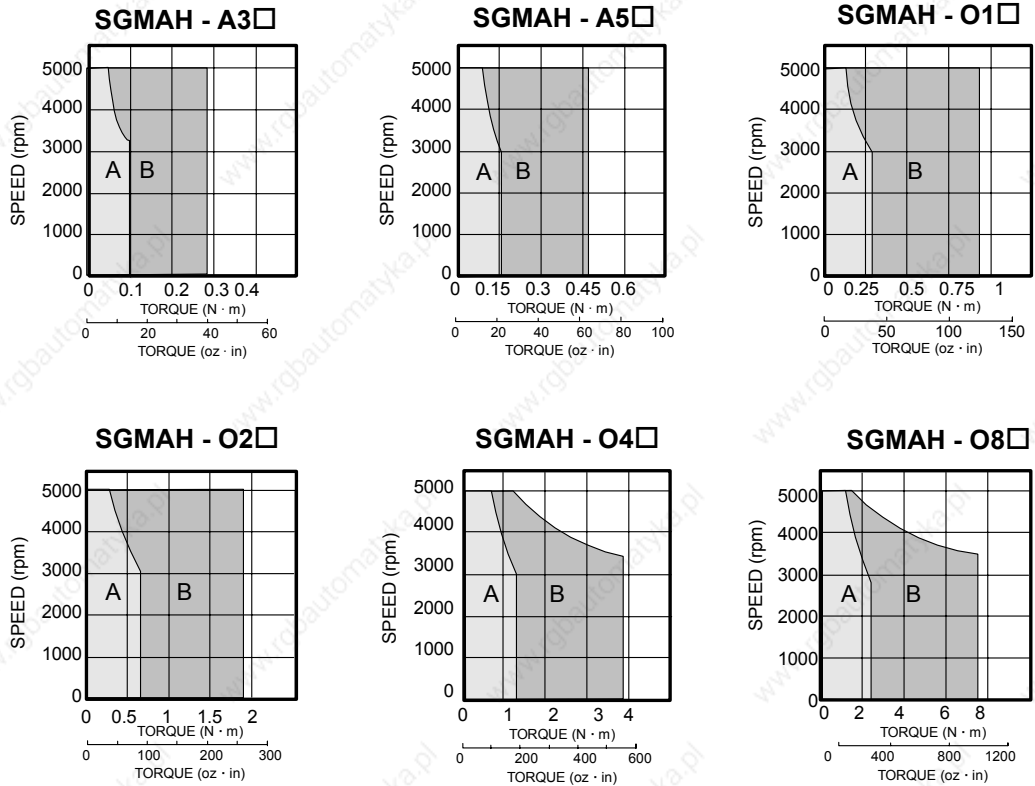 SGMAH - A3□
SPEED (rpm)
5000
4000
3000
2000
1000
0
A B
0 0.1 0.2 0.3 0.4
TORQUE (N · m)
0 20 40 60
TORQUE (oz · in)
SGMAH - A5□
SPEED (rpm)
5000
4000
3000
2000
1000
0
A B
0 0.15 0.3 0.45 0.6
TORQUE (N · m)
0 20 40 60 80 100
TORQUE (oz · in)
SGMAH - O1□
SPEED (rpm)
5000
4000
3000
2000
1000
0
A B
0 0.25 0.5 0.75 1
TORQUE (N · m)
0 50 100 150
TORQUE (oz · in)
SGMAH - O2□
SPEED (rpm)
5000
4000
3000
2000
1000
0
A B
0 0.5 1 1.5 2
TORQUE (N · m)
0 100 200 300
TORQUE (oz · in)
SGMAH - O4□
SPEED (rpm)
5000
4000
3000
2000
1000
0
A B
0 1 2 3 4
TORQUE (N · m)
0 200 400 600
TORQUE (oz · in)
SGMAH - O8□
SPEED (rpm)
5000
4000
3000
2000
1000
0
A B
0 2 4 6 8
TORQUE (N · m)
0 400 800 1200
TORQUE (oz · in)
www.rgbautomatyka.pl